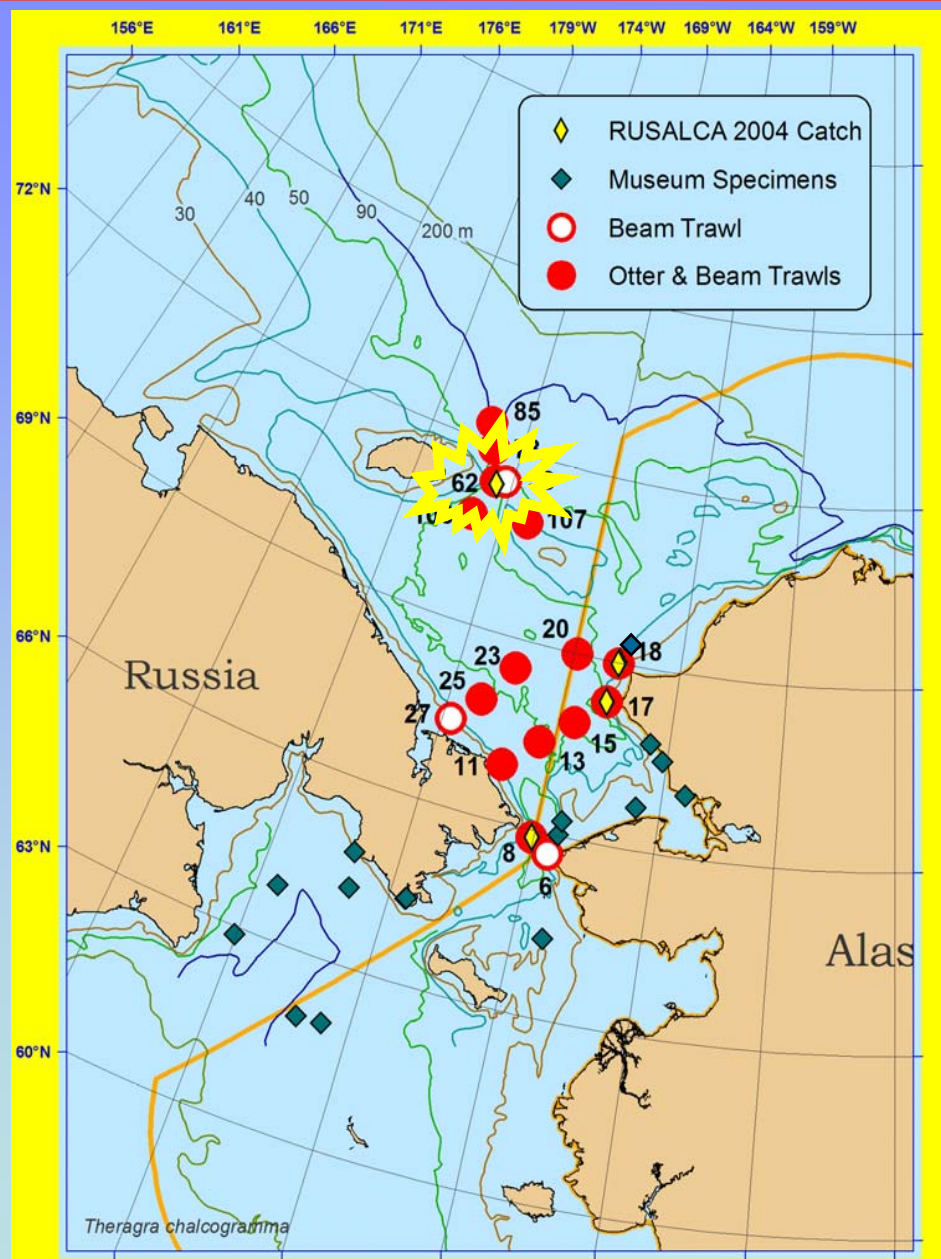 156°E 161°E 166°E 171°E 176°E 179°W 174°W 169°W 164°W 159°W
RUSALCA 2004 Catch
Museum Specimens
Beam Trawl
Otter & Beam Trawls
72°N
30
40
50
90
200 m
69°N
85
62
107
66°N
20
18
23
Russia
25
17
27
15
13
11
63°N
8
6
Alas
60°N
Theragra chalcogramma